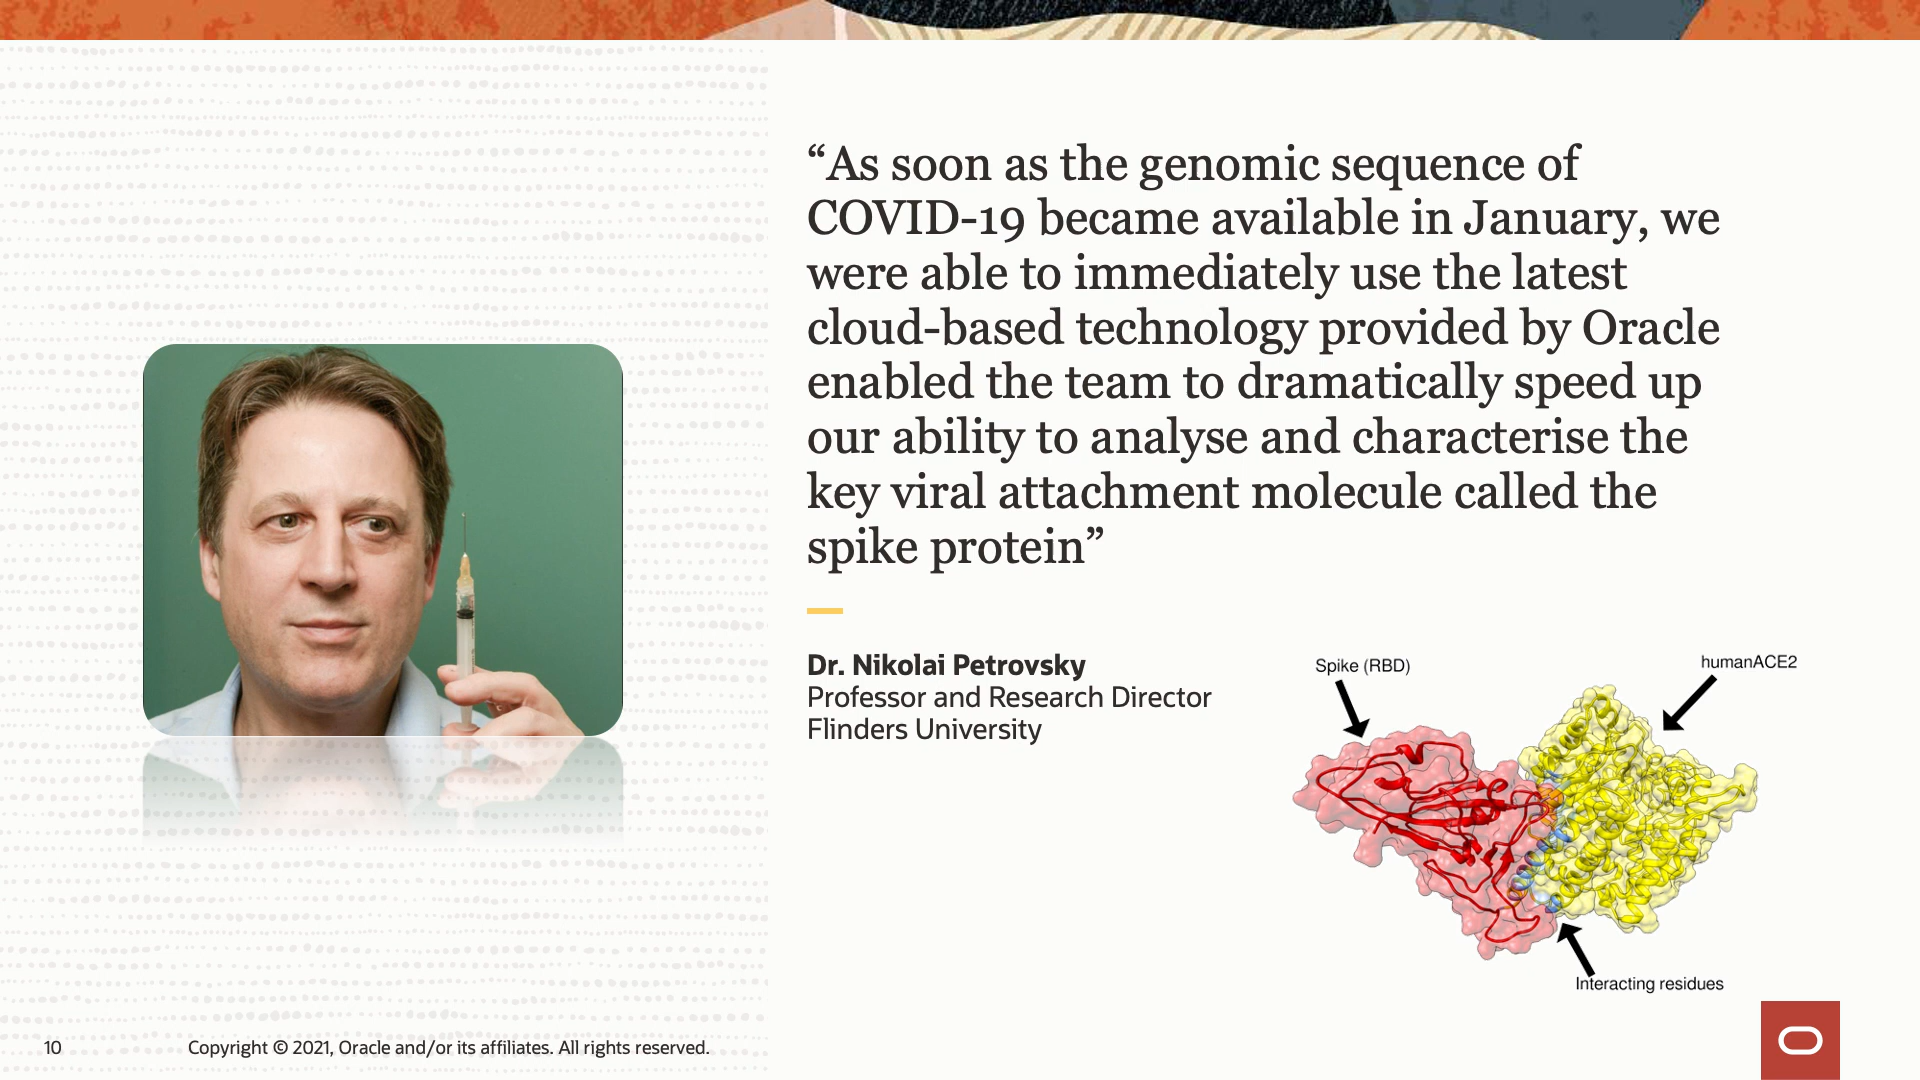 “As soon as the genomic sequence of
COVID-19 became available in January, we
were able to immediately use the latest
cloud-based technology provided by Oracle
enabled the team to dramatically speed up
our ability to analyse and characterise the
key viral attachment molecule called the
spike protein”
Dr. Nikolai Petrovsky
Professor and Research Director
Flinders University
Spike (RBD)
humanACE2
Interacting residues
10
Copyright © 2021, Oracle and/or its affiliates. All rights reserved.